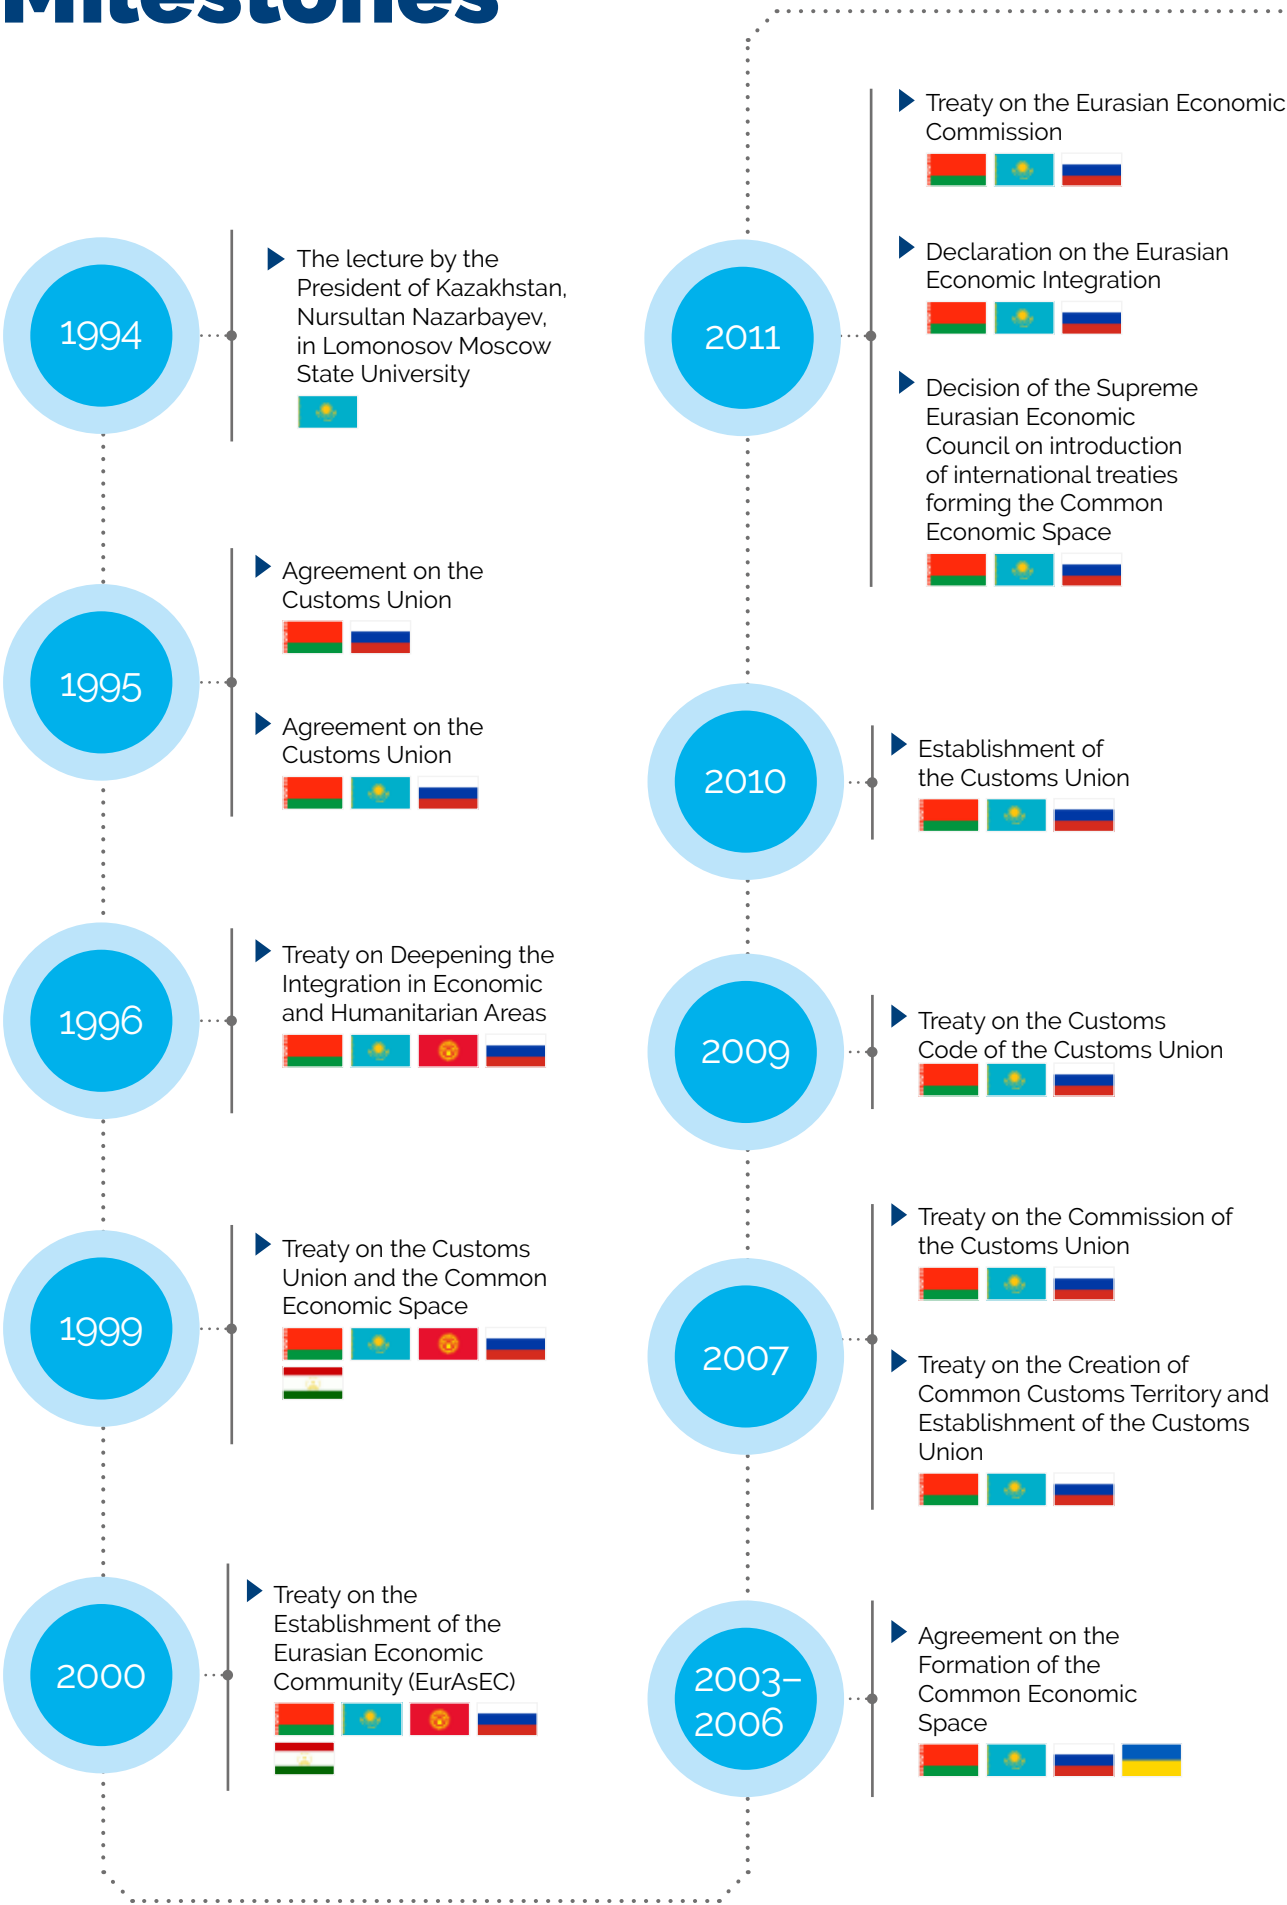 Milestones
1994
The lecture by the
President of Kazakhstan,
Nursultan Nazarbayev,
in Lomonosov Moscow
State University
1995
Agreement on the
Customs Union
Agreement on the
Customs Union
1996
Treaty on Deepening the
Integration in Economic
and Humanitarian Areas
1999
Treaty on the Customs
Union and the Common
Economic Space
2000
Treaty on the
Establishment of the
Eurasian Economic
Community (EurAsEC)
2003–
2006
Agreement on the
Formation of the
Common Economic
Space
2007
Treaty on the Commission of
the Customs Union
Treaty on the Creation of
Common Customs Territory and
Establishment of the Customs
Union
2009
Treaty on the Customs
Code of the Customs Union
2010
Establishment of
the Customs Union
2011
Treaty on the Eurasian Economic
Commission
Declaration on the Eurasian
Economic Integration
Decision of the Supreme
Eurasian Economic
Council on introduction
of international treaties
forming the Common
Economic Space